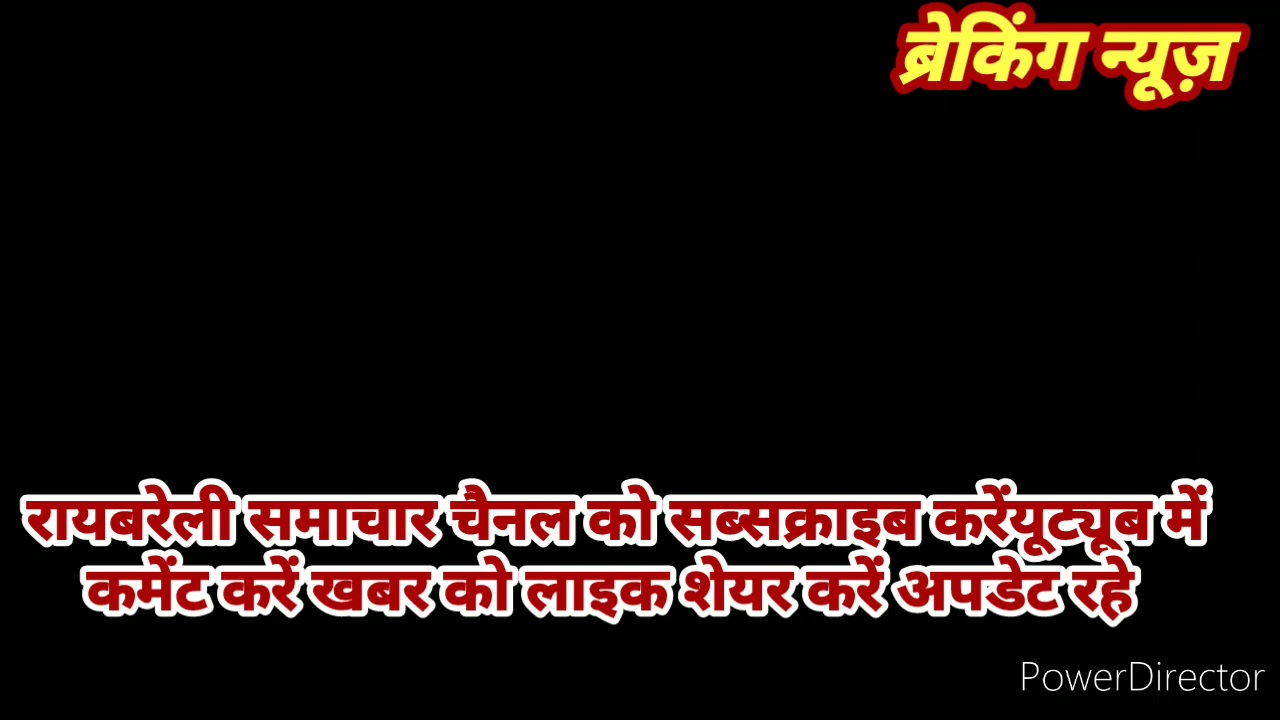 ब्रेकिंग न्यूज़
रायबरेली समाचार चैनल को सब्सक्राइब करेंयूट्यूब में
कमेंट करें खबर को लाइक शेयर करें अपडेट रहे
PowerDirector